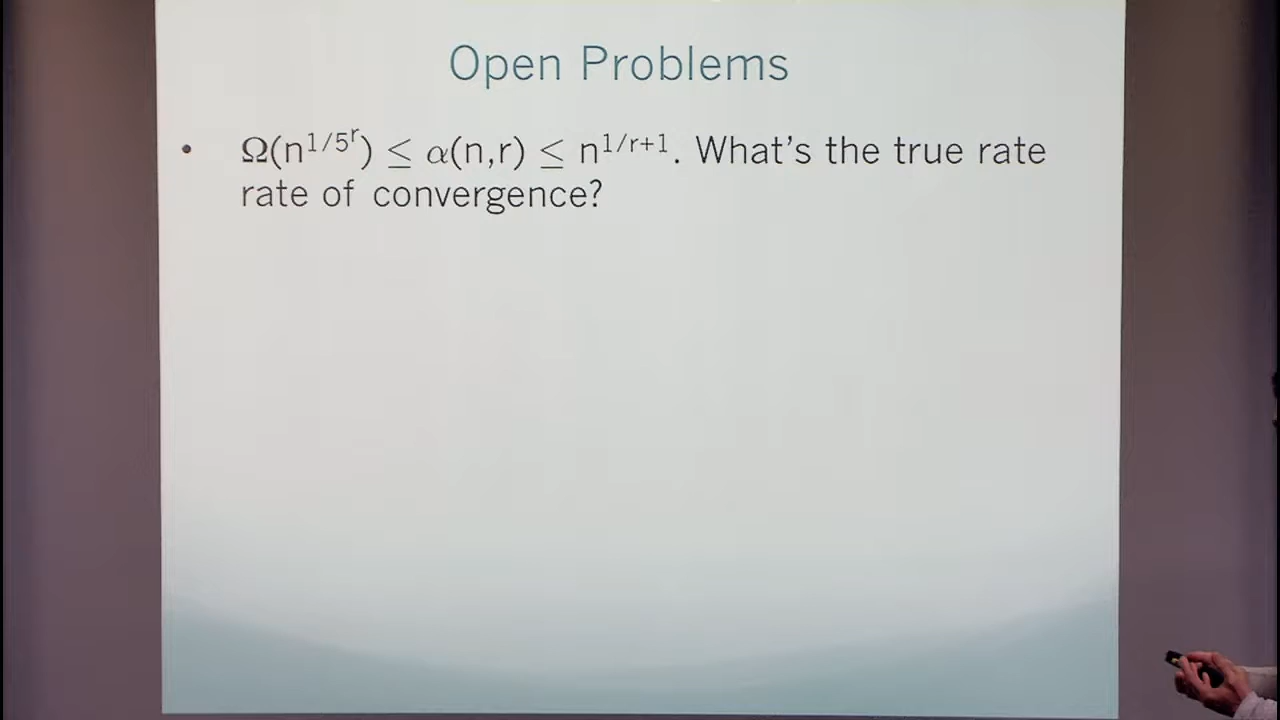 Open Problems
• Ω(n^{1/5^r}) ≤ α(n,r) ≤ n^{1/r+1}. What's the true rate
rate of convergence?